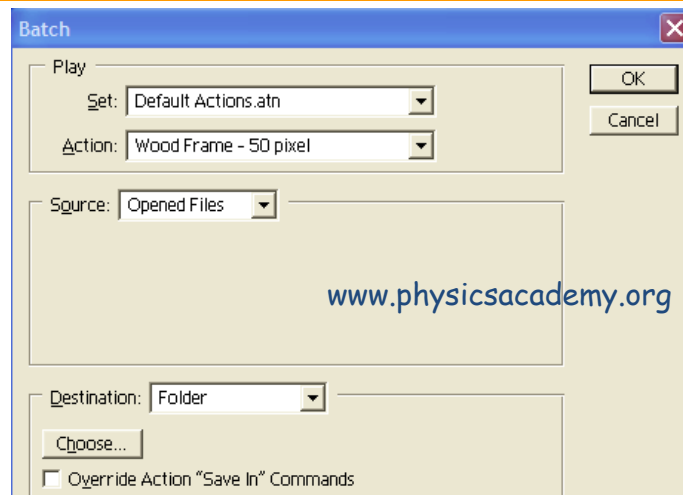 Batch
Play
OK
Set: Default Actions.atn
Cancel
Action: Wood Frame - 50 pixel
Source: Opened Files
www.physicsacademy.org
Destination: Folder
Choose...
Override Action "Save In" Commands